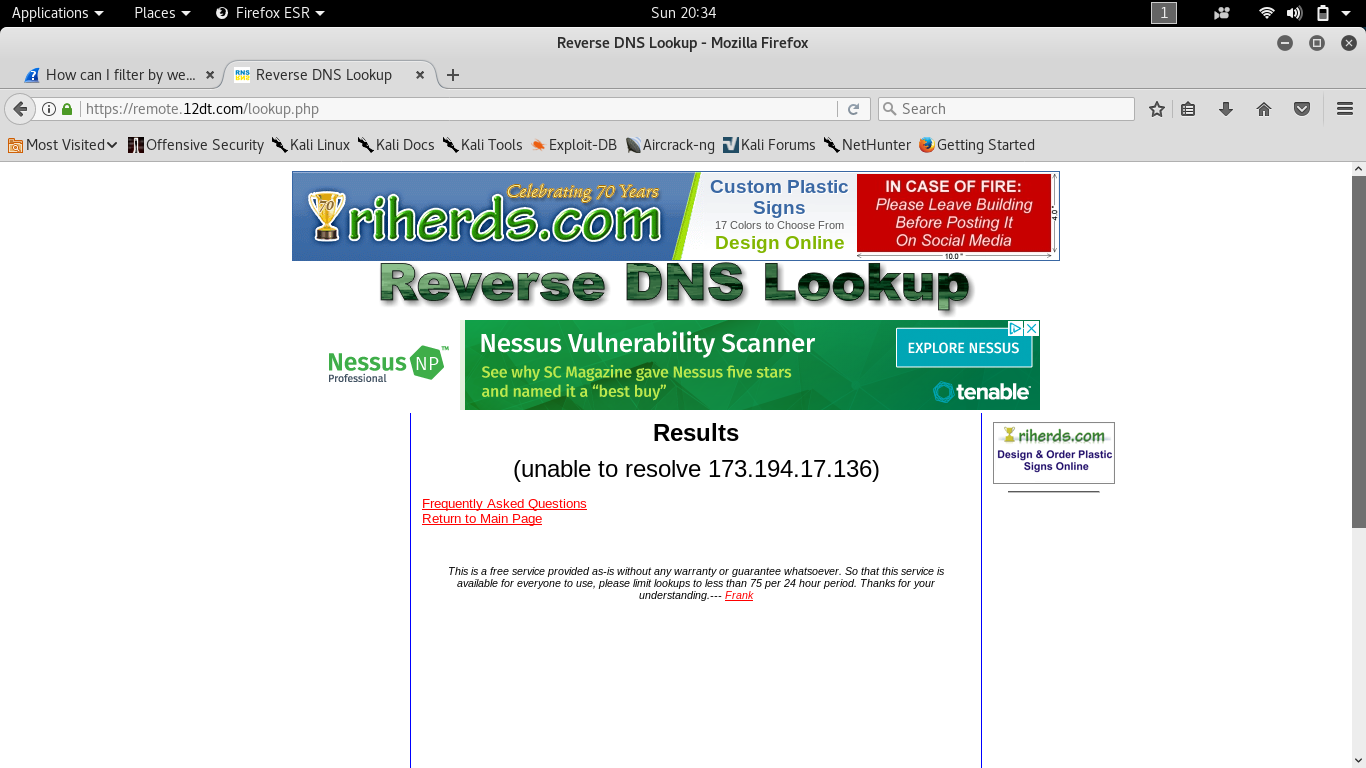 Applications Places Firefox ESR Sun 20:34 1
Reverse DNS Lookup - Mozilla Firefox
How can I filter by we... Reverse DNS Lookup
https://remote.12dt.com/lookup.php Search
Most Visited Offensive Security Kali Linux Kali Docs Kali Tools Exploit-DB Aircrack-ng Kali Forums NetHunter Getting Started
Celebrating 70 Years
70 riherds.com
Custom Plastic
Signs
17 Colors to Choose From
Design Online
IN CASE OF FIRE:
Please Leave Building
Before Posting It
On Social Media
4.0 "
10.0 "
Reverse DNS Lookup
Nessus NP™
Professional
Nessus Vulnerability Scanner
See why SC Magazine gave Nessus five stars
and named it a “best buy”
EXPLORE NESSUS
tenable
Results
(unable to resolve 173.194.17.136)
Frequently Asked Questions
Return to Main Page
This is a free service provided as-is without any warranty or guarantee whatsoever. So that this service is
available for everyone to use, please limit lookups to less than 75 per 24 hour period. Thanks for your
understanding.--- Frank
riherds.com
Design & Order Plastic
Signs Online